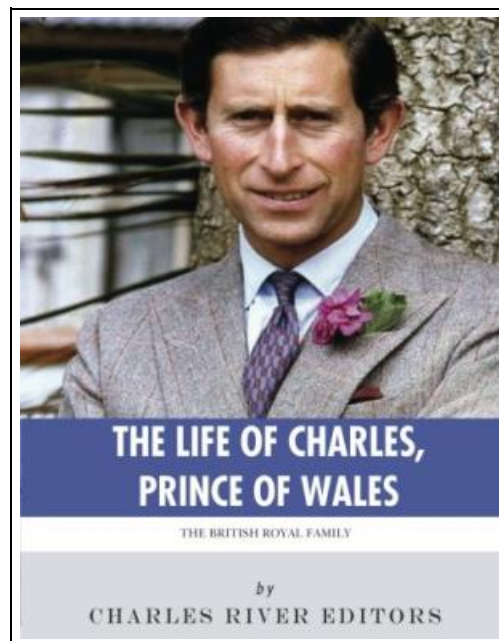 THE LIFE OF CHARLES,
PRINCE OF WALES
THE BRITISH ROYAL FAMILY
by
CHARLES RIVER EDITORS